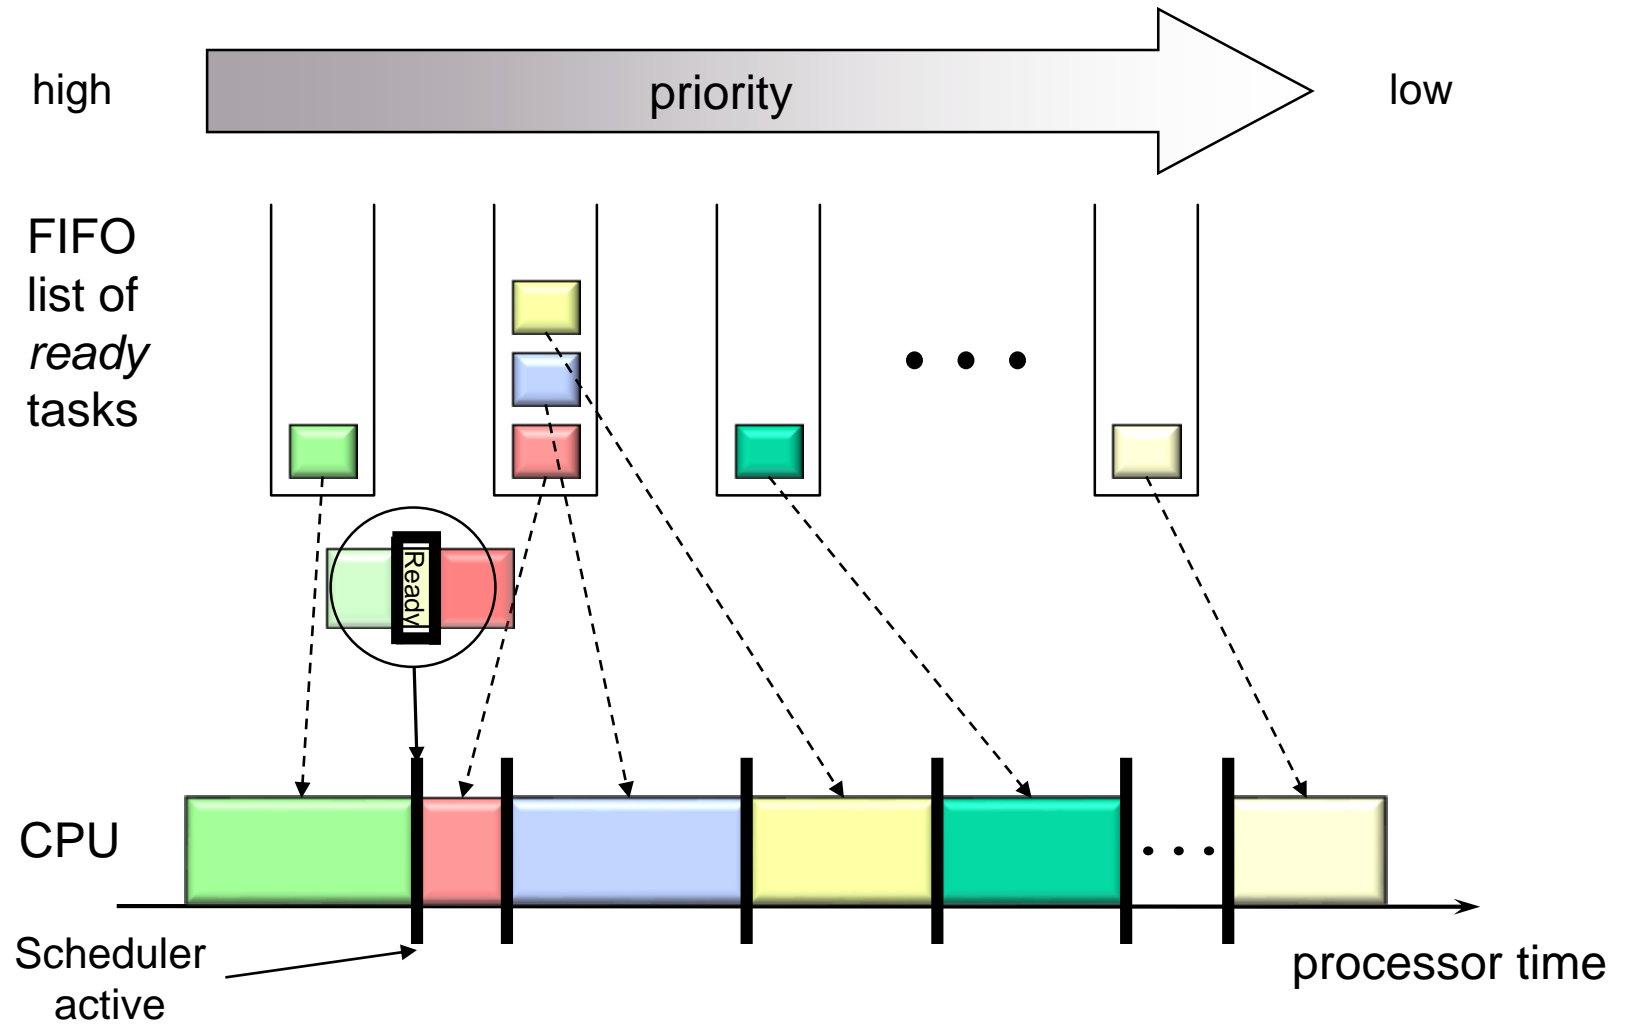 high
priority
low
FIFO
list of
ready
tasks
Ready
CPU
Scheduler
active
processor time